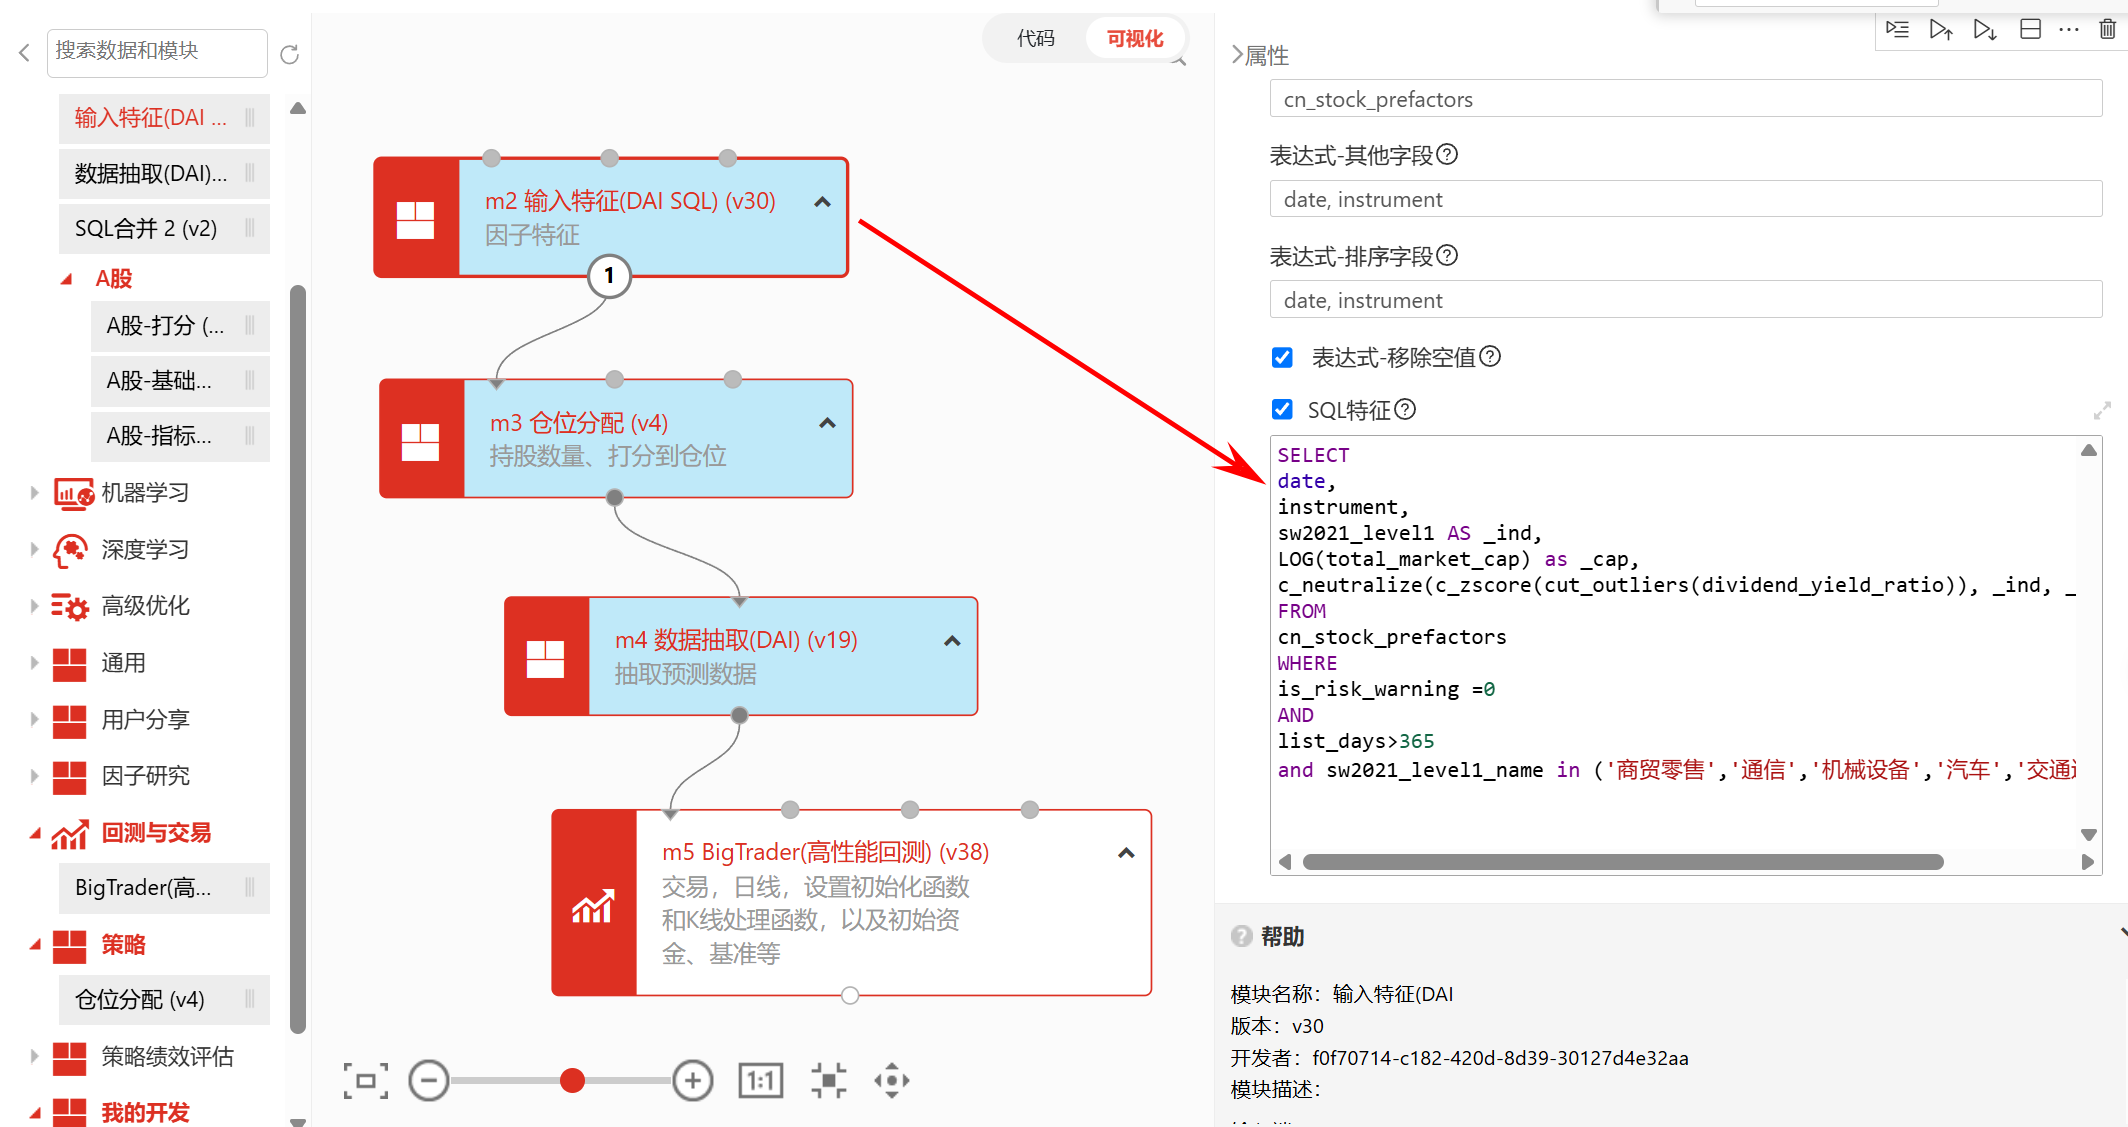 搜索数据和模块
输入特征(DAI ...
数据抽取(DAI)...
SQL合并 2 (v2)
A股
A股-打分 (...
A股-基础...
A股-指标...
机器学习
深度学习
高级优化
通用
用户分享
因子研究
回测与交易
BigTrader(高...
策略
仓位分配 (v4)
策略绩效评估
我的开发
代码
可视化
m2 输入特征(DAI SQL) (v30)
因子特征
1
m3 仓位分配 (v4)
持股数量、打分到仓位
m4 数据抽取(DAI) (v19)
抽取预测数据
m5 BigTrader(高性能回测) (v38)
交易，日线，设置初始化函数
和K线处理函数，以及初始资
金、基准等
1:1
属性
cn_stock_prefactors
表达式-其他字段?
date, instrument
表达式-排序字段?
date, instrument
表达式-移除空值?
SQL特征?
SELECT
date,
instrument,
sw2021_level1 AS _ind,
LOG(total_market_cap) as _cap,
c_neutralize(c_zscore(cut_outliers(dividend_yield_ratio)), _ind, _
FROM
cn_stock_prefactors
WHERE
is_risk_warning =0
AND
list_days>365
and sw2021_level1_name in ('商贸零售','通信','机械设备','汽车','交通
? 帮助
模块名称：输入特征(DAI
版本：v30
开发者：f0f70714-c182-420d-8d39-30127d4e32aa
模块描述：